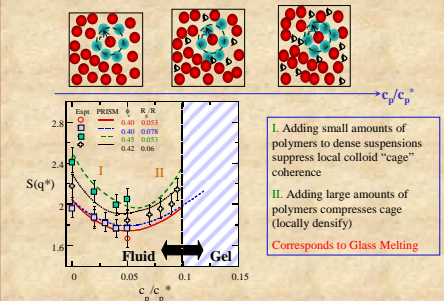 c_p/c_p*
Expt PRISM ϕ_c R_g/R
0.40 0.053
0.40 0.078
0.45 0.053
0.42 0.06
2.8
I
II
2.4
S(q*)
2
1.6
Fluid
Gel
0
0.05
0.1
0.15
c_p/c_p*
I. Adding small amounts of
polymers to dense suspensions
suppress local colloid “cage”
coherence
II. Adding large amounts of
polymers compresses cage
(locally densify)
Corresponds to Glass Melting